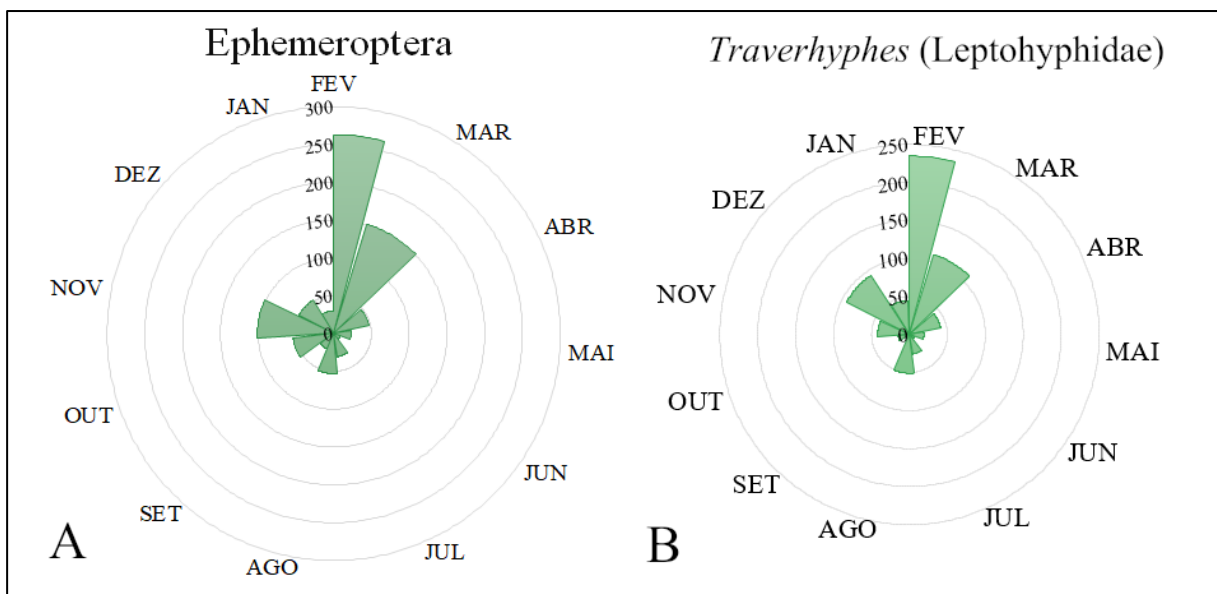 Ephemeroptera
FEV
MAR
ABR
MAI
JUN
JUL
AGO
SET
OUT
NOV
DEZ
JAN
300
250
200
150
100
50
0
A
Traverhyphes (Leptohyphidae)
FEV
MAR
ABR
MAI
JUN
JUL
AGO
SET
OUT
NOV
DEZ
JAN
250
200
150
100
50
0
B